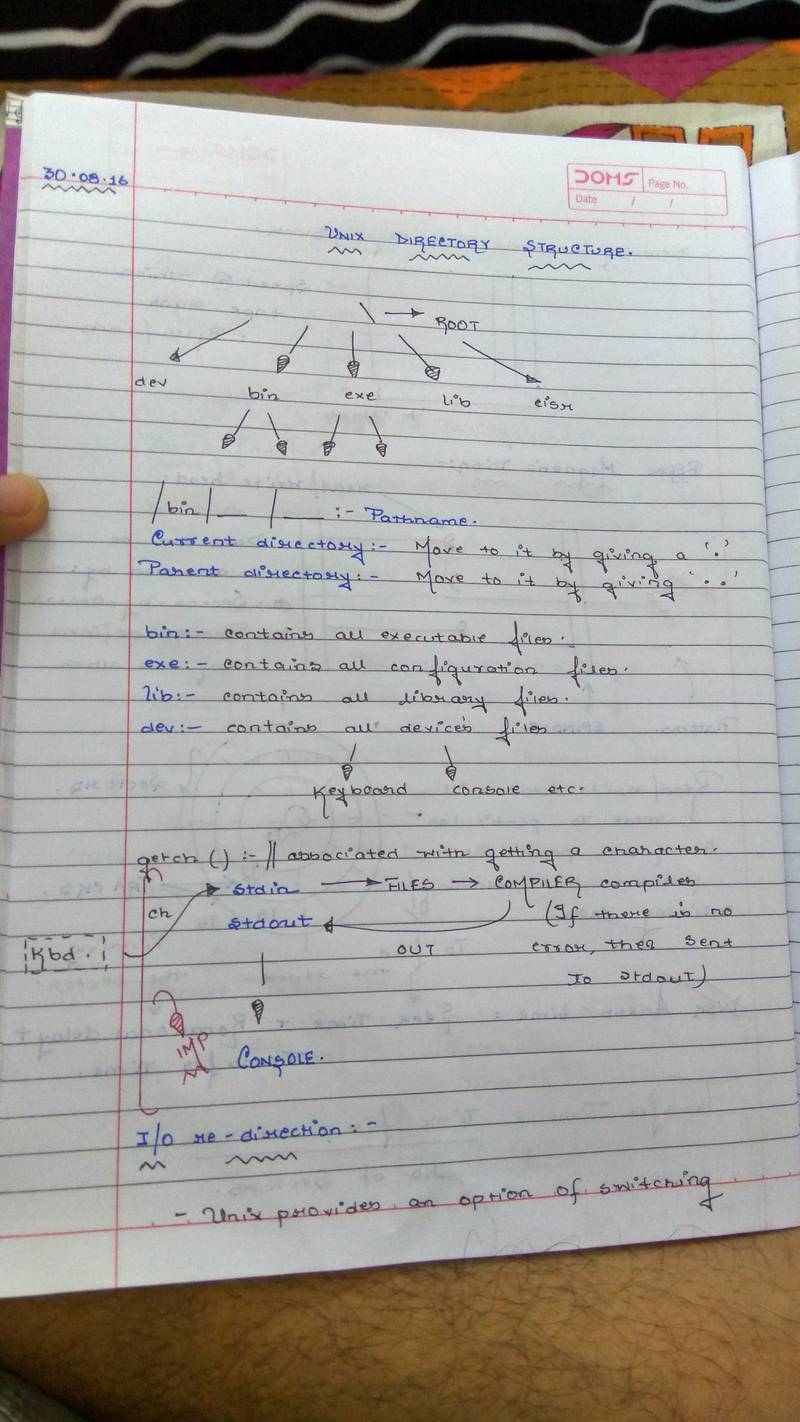 30.08.16
DOMS
Page No.
Date / /
UNIX DIRECTORY STRUCTURE.
\ → ROOT
dev bin exe lib
/bin/__ /__ :- Pathname.
Current directory:- Move to it by giving a '.'
Parent directory:- Move to it by giving '..'
bin:- contains all executable files.
exe:- contains all configuration files.
lib:- contains all library files.
dev:- contains all devices files
Keyboard console etc.
getch() :- // associated with getting a character.
stdin → FILES → COMPILER compiles
ch
stdout (If there is no
Kbd. OUT error, then sent
To stdout)
IMP
CONSOLE.
I/O re-direction:-
- Unix provides an option of switching